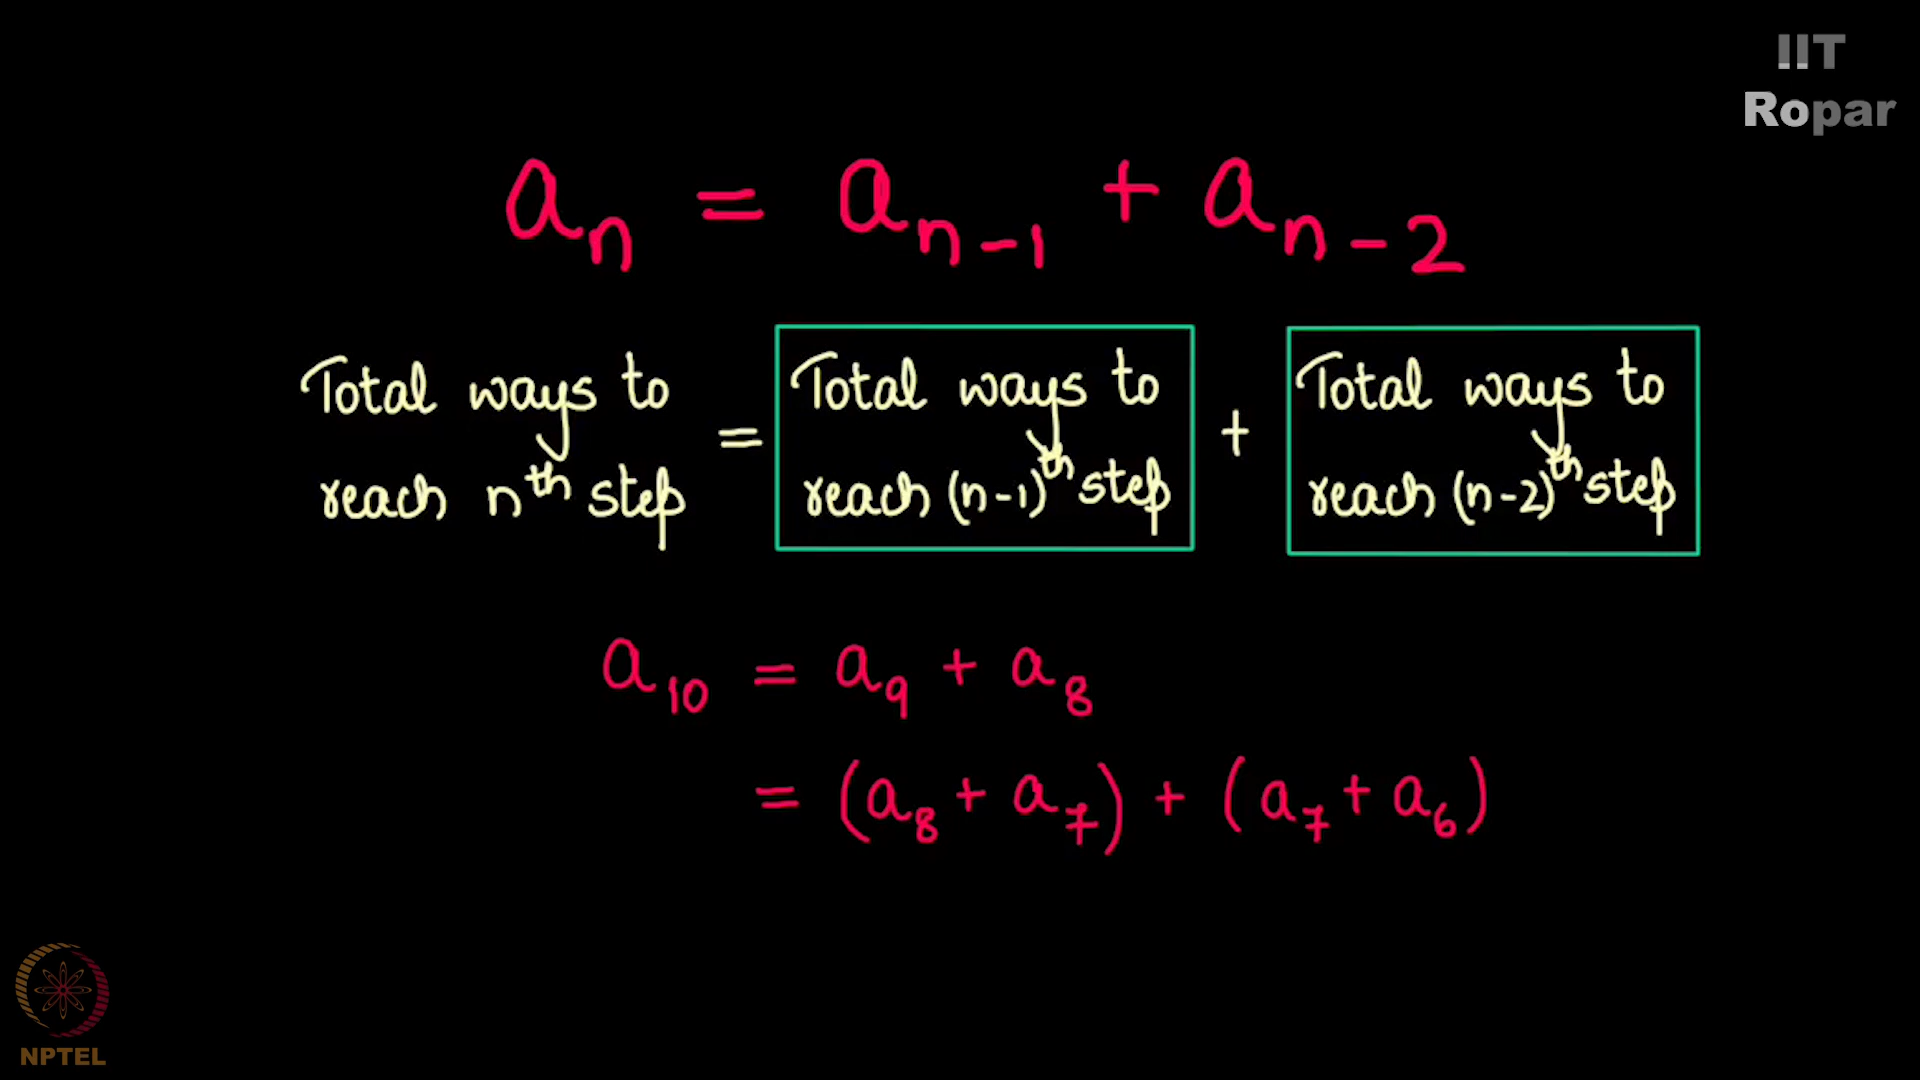 IIT
Ropar
aₙ = aₙ₋₁ + aₙ₋₂
Total ways to reach nᵗʰ step = Total ways to reach (n-1)ᵗʰ step + Total ways to reach (n-2)ᵗʰ step
a₁₀ = a₉ + a₈
= (a₈ + a₇) + (a₇ + a₆)
NPTEL